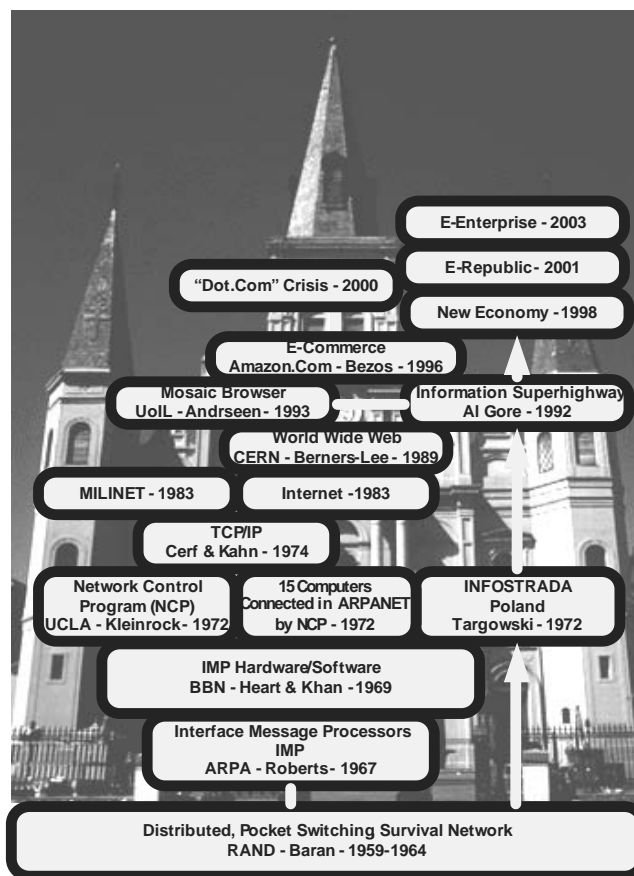 E-Enterprise - 2003
E-Republic - 2001
"Dot.Com" Crisis - 2000
New Economy - 1998
E-Commerce
Amazon.Com - Bezos - 1996
Mosaic Browser
UoIL - Andrseen - 1993
Information Superhighway
Al Gore - 1992
World Wide Web
CERN - Berners-Lee - 1989
MILINET - 1983
Internet -1983
TCP/IP
Cerf & Kahn - 1974
Network Control
Program (NCP)
UCLA - Kleinrock - 1972
15 Computers
Connected in ARPANET
by NCP - 1972
INFOSTRADA
Poland
Targowski - 1972
IMP Hardware/Software
BBN - Heart & Khan - 1969
Interface Message Processors
IMP
ARPA - Roberts - 1967
Distributed, Pocket Switching Survival Network
RAND - Baran - 1959-1964